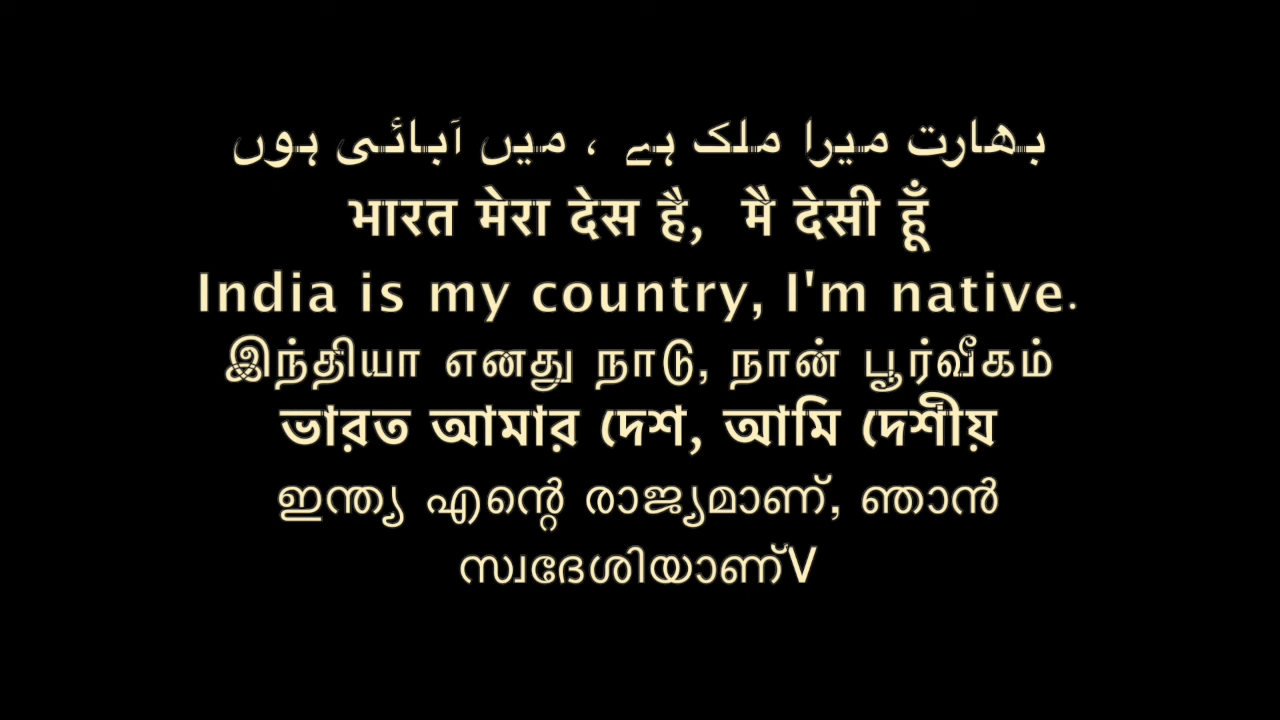 بھارت میرا ملک ہے ، میں آبائی ہوں
भारत मेरा देस है, मै देसी हूँ
India is my country, I'm native.
இந்தியா எனது நாடு, நான் பூர்வீகம்
ভারত আমার দেশ, আমি দেশীয়
ഇന്ത്യ എന്റെ രാജ്യമാണ്, ഞാൻ
സ്വദേശിയാണ്V